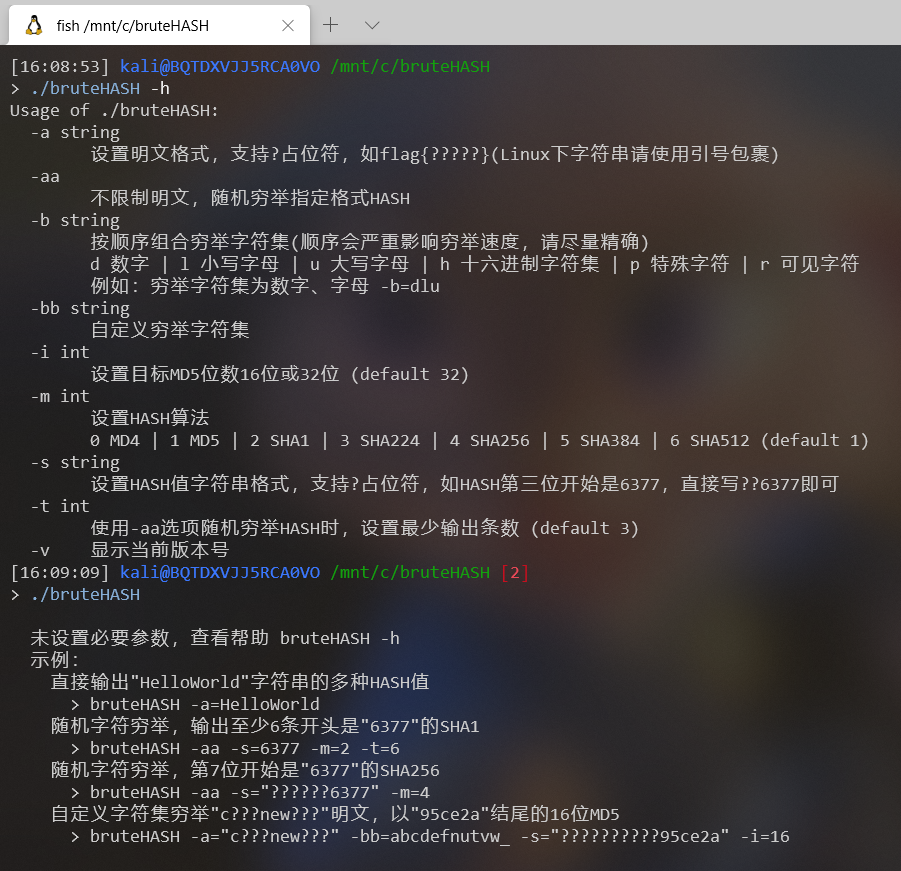 fish /mnt/c/bruteHASH
[16:08:53] kali@BQTDXVJJ5RCA0VO /mnt/c/bruteHASH
> ./bruteHASH -h
Usage of ./bruteHASH:
-a string
设置明文格式，支持?占位符，如flag{?????}(Linux下字符串请使用引号包裹)
-aa
不限制明文，随机穷举指定格式HASH
-b string
按顺序组合穷举字符集(顺序会严重影响穷举速度，请尽量精确)
d 数字 | l 小写字母 | u 大写字母 | h 十六进制字符集 | p 特殊字符 | r 可见字符
例如：穷举字符集为数字、字母 -b=dlu
-bb string
自定义穷举字符集
-i int
设置目标MD5位数16位或32位 (default 32)
-m int
设置HASH算法
0 MD4 | 1 MD5 | 2 SHA1 | 3 SHA224 | 4 SHA256 | 5 SHA384 | 6 SHA512 (default 1)
-s string
设置HASH值字符串格式，支持?占位符，如HASH第三位开始是6377，直接写??6377即可
-t int
使用-aa选项随机穷举HASH时，设置最少输出条数 (default 3)
-v 显示当前版本号
[16:09:09] kali@BQTDXVJJ5RCA0VO /mnt/c/bruteHASH [2]
> ./bruteHASH
未设置必要参数，查看帮助 bruteHASH -h
示例：
直接输出"HelloWorld"字符串的多种HASH值
> bruteHASH -a=HelloWorld
随机字符穷举，输出至少6条开头是"6377"的SHA1
> bruteHASH -aa -s=6377 -m=2 -t=6
随机字符穷举，第7位开始是"6377"的SHA256
> bruteHASH -aa -s="??????6377" -m=4
自定义字符集穷举"c???new???"明文，以"95ce2a"结尾的16位MD5
> bruteHASH -a="c???new???" -bb=abcdefnutvw_ -s="??????????95ce2a" -i=16